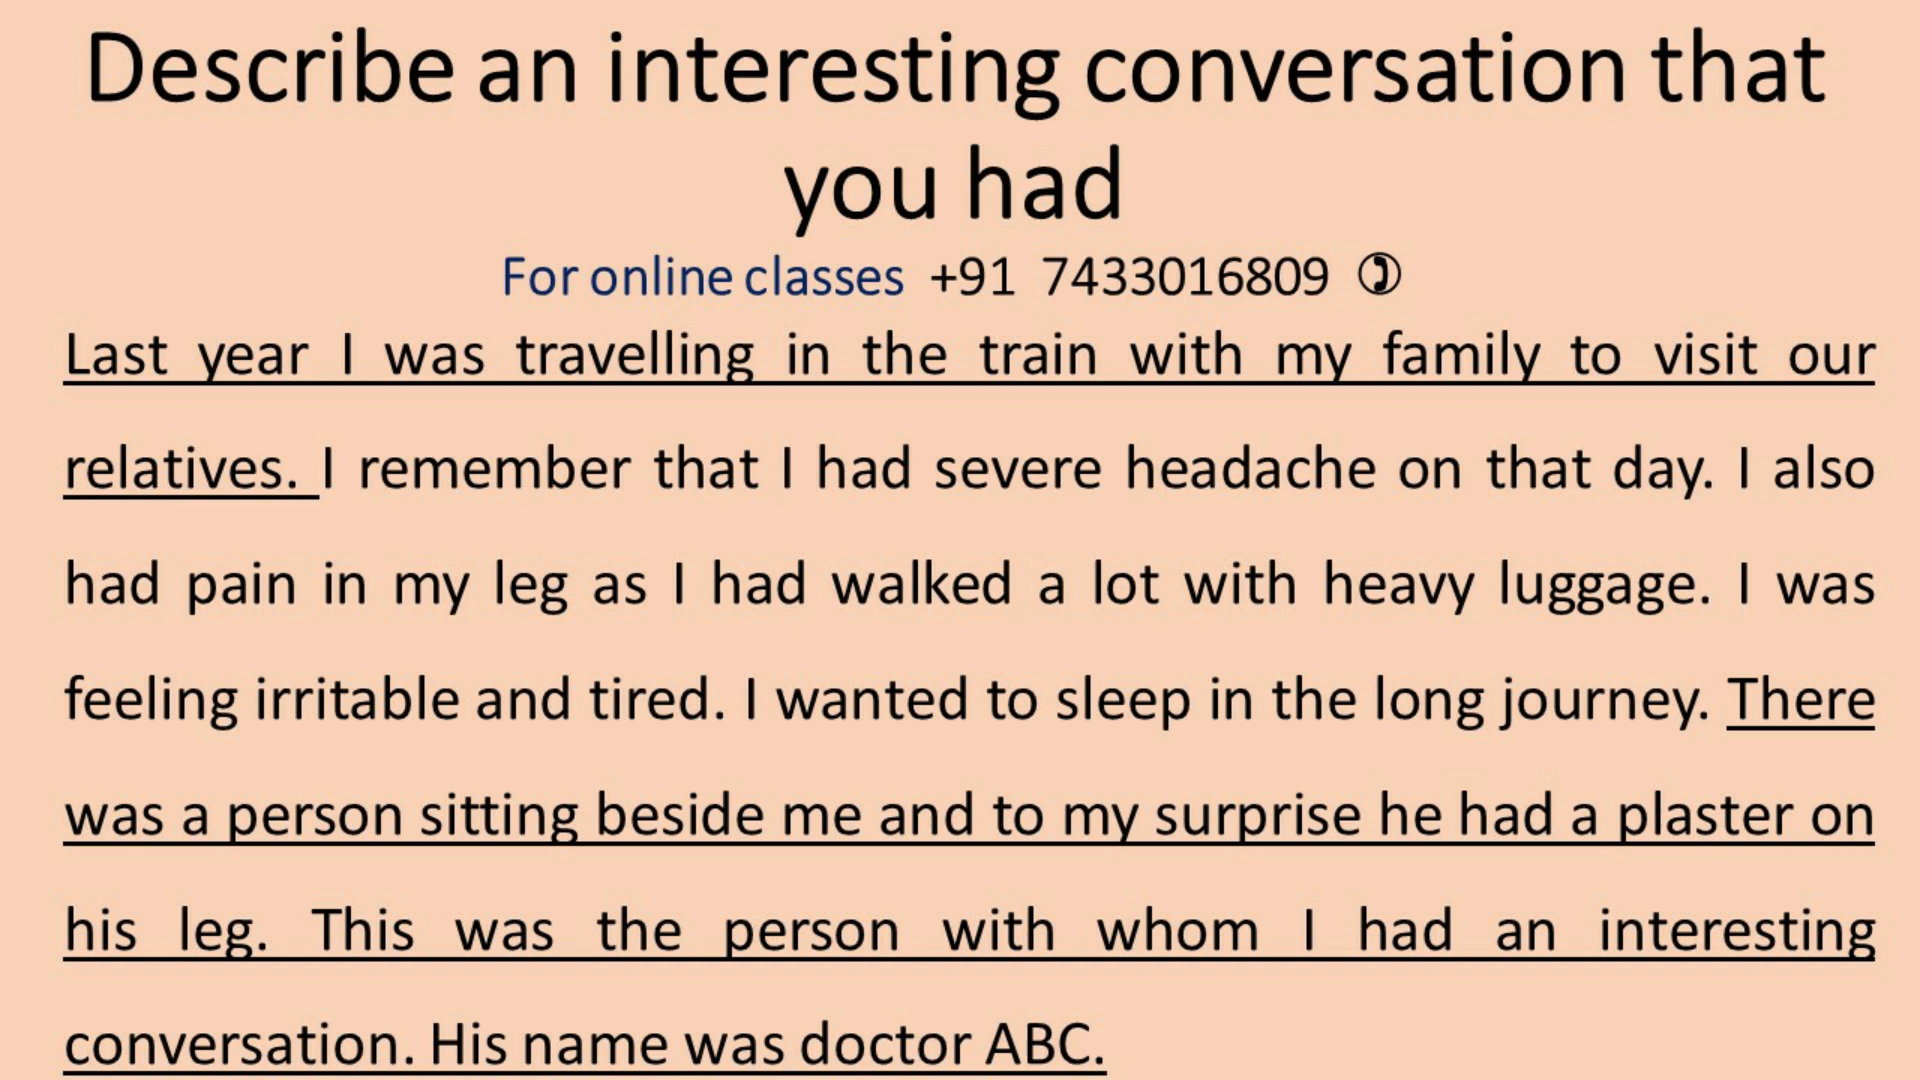 Describe an interesting conversation that
you had
For online classes +91 7433016809 ✆
Last year I was travelling in the train with my family to visit our
relatives. I remember that I had severe headache on that day. I also
had pain in my leg as I had walked a lot with heavy luggage. I was
feeling irritable and tired. I wanted to sleep in the long journey. There
was a person sitting beside me and to my surprise he had a plaster on
his leg. This was the person with whom I had an interesting
conversation. His name was doctor ABC.